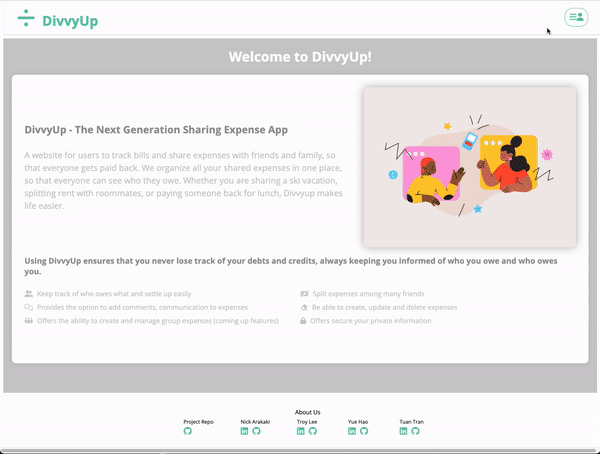 DivvyUp
Welcome to DivvyUp!
DivvyUp - The Next Generation Sharing Expense App
A website for users to track bills and share expenses with friends and family, so
that everyone gets paid back. We organize all your shared expenses in one place,
so that everyone can see who they owe. Whether you are sharing a ski vacation,
splitting rent with roommates, or paying someone back for lunch, Divvyup makes
life easier.
Using DivvyUp ensures that you never lose track of your debts and credits, always keeping you informed of who you owe and who owes
you.
Keep track of who owes what and settle up easily
Split expenses among many friends
Provides the option to add comments, communication to expenses
Be able to create, update and delete expenses
Offers the ability to create and manage group expenses (coming up features)
Offers secure your private information
About Us
Project Repo Nick Arakaki Troy Lee Yue Hao Tuan Tran